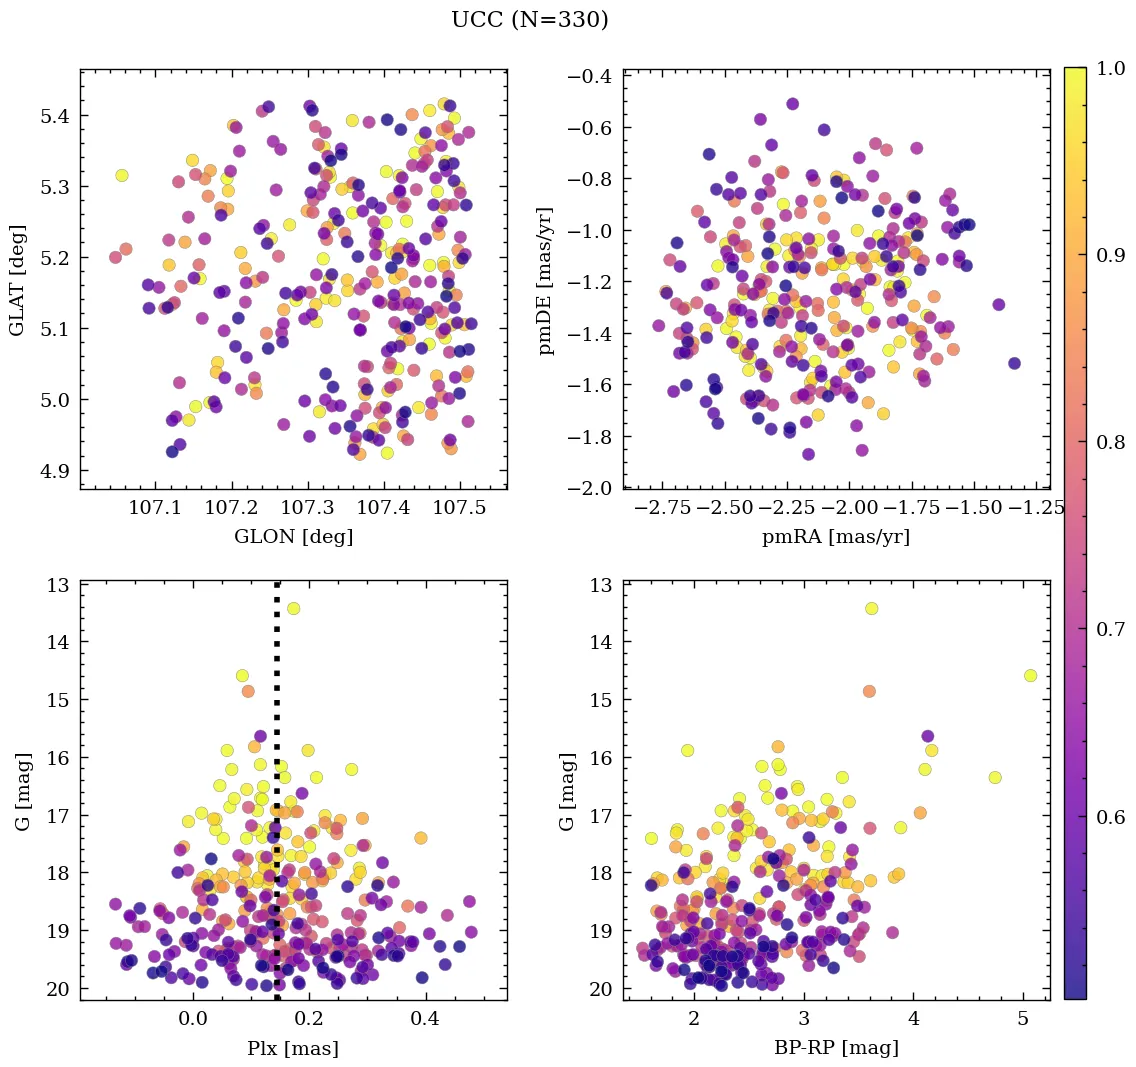 UCC (N=330)
5.4
5.3
5.2
5.1
5.0
4.9
GLAT [deg]
107.1 107.2 107.3 107.4 107.5
GLON [deg]
−0.4
−0.6
−0.8
−1.0
−1.2
−1.4
−1.6
−1.8
−2.0
pmDE [mas/yr]
−2.75 −2.50 −2.25 −2.00 −1.75 −1.50 −1.25
pmRA [mas/yr]
13
14
15
16
17
18
19
20
G [mag]
0.0 0.2 0.4
Plx [mas]
13
14
15
16
17
18
19
20
G [mag]
2 3 4 5
BP-RP [mag]
1.0
0.9
0.8
0.7
0.6